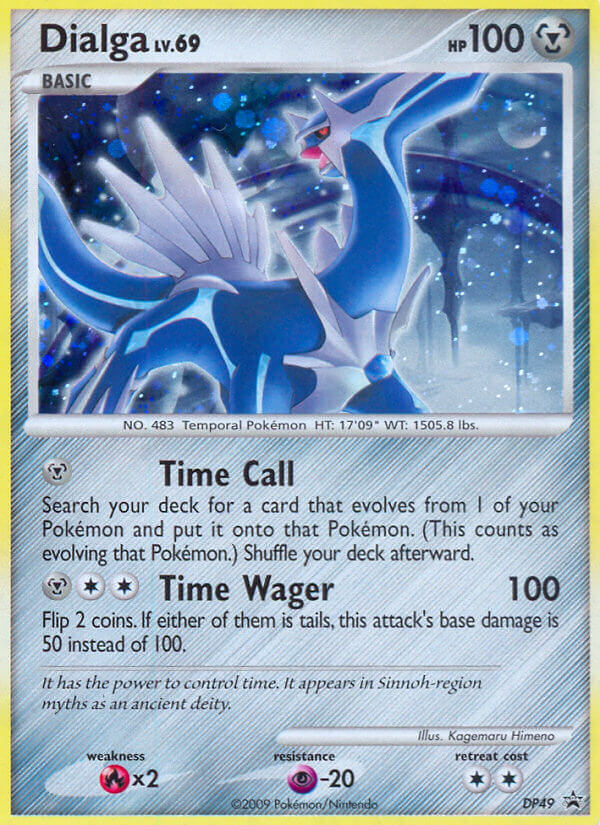 Dialga LV.69 HP 100
BASIC
NO. 483 Temporal Pokémon HT: 17'09" WT: 1505.8 lbs.
Time Call
Search your deck for a card that evolves from 1 of your
Pokémon and put it onto that Pokémon. (This counts as
evolving that Pokémon.) Shuffle your deck afterward.
Time Wager 100
Flip 2 coins. If either of them is tails, this attack's base damage is
50 instead of 100.
It has the power to control time. It appears in Sinnoh-region
myths as an ancient deity.
Illus. Kagemaru Himeno
weakness resistance retreat cost
x2 -20
©2009 Pokémon/Nintendo DP49